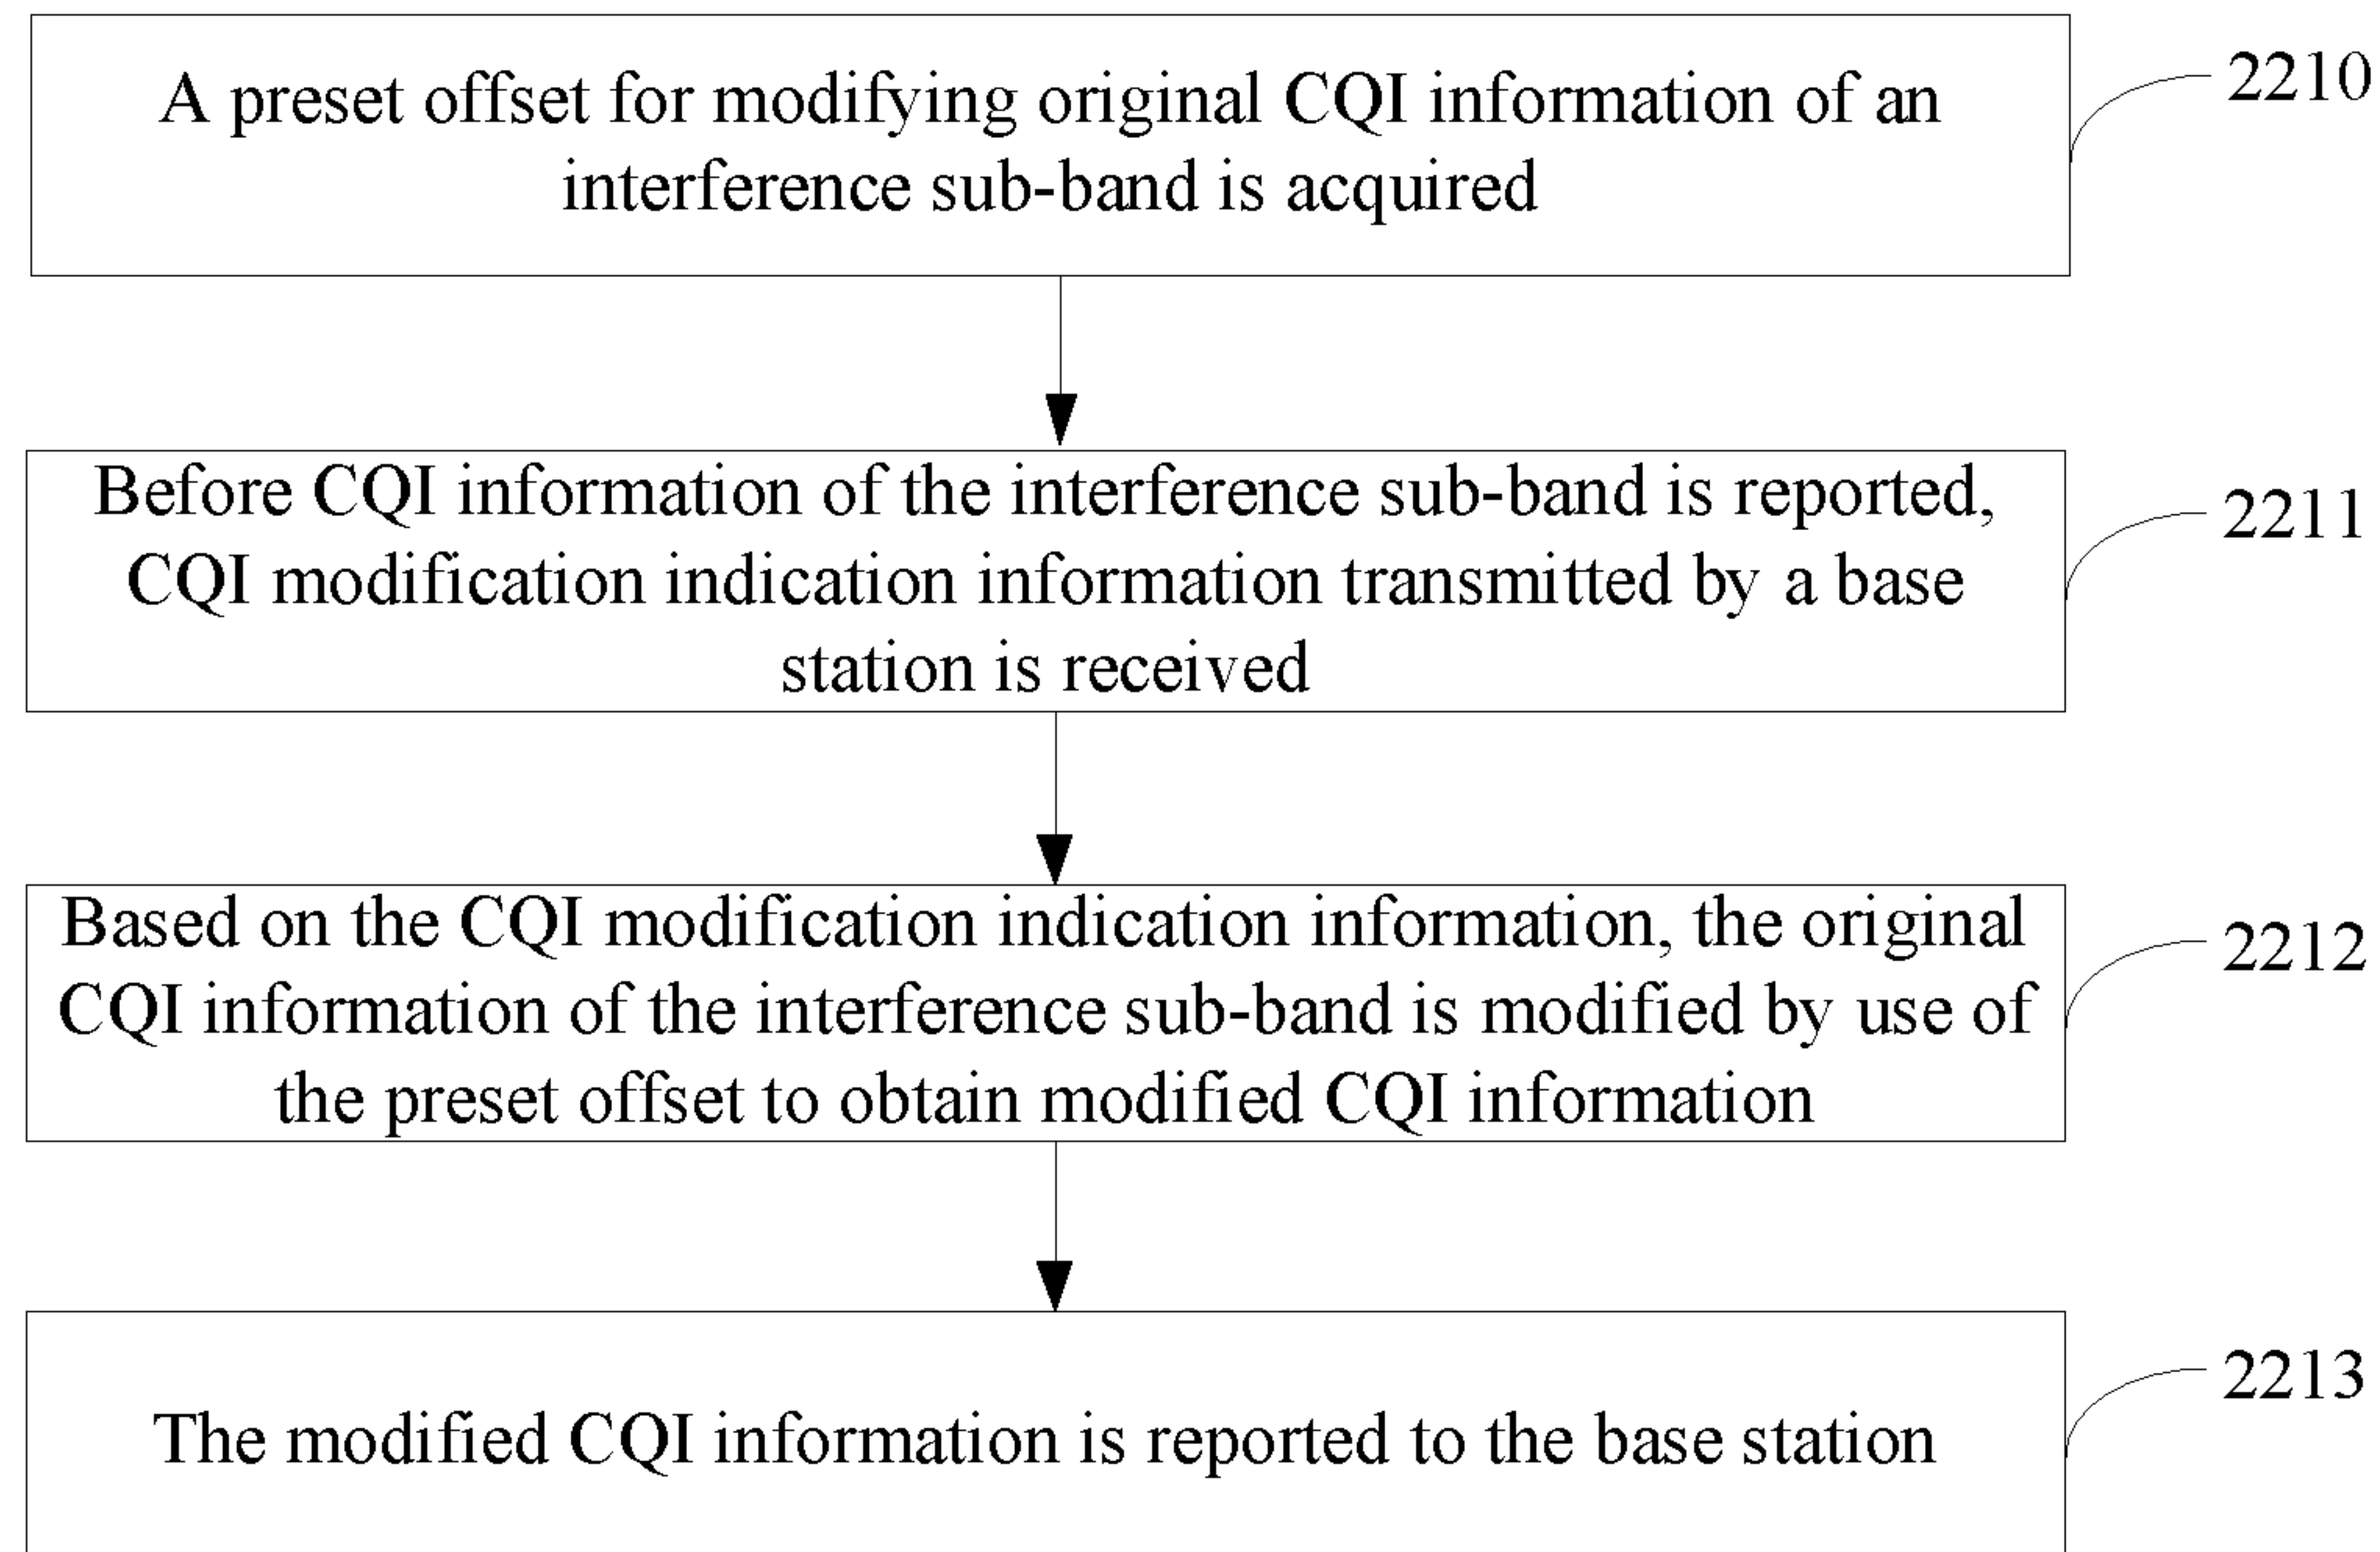 A preset offset for modifying original CQI information of an
interference sub-band is acquired
2210
Before CQI information of the interference sub-band is reported,
CQI modification indication information transmitted by a base
station is received
2211
Based on the CQI modification indication information, the original
CQI information of the interference sub-band is modified by use of
the preset offset to obtain modified CQI information
2212
The modified CQI information is reported to the base station
2213